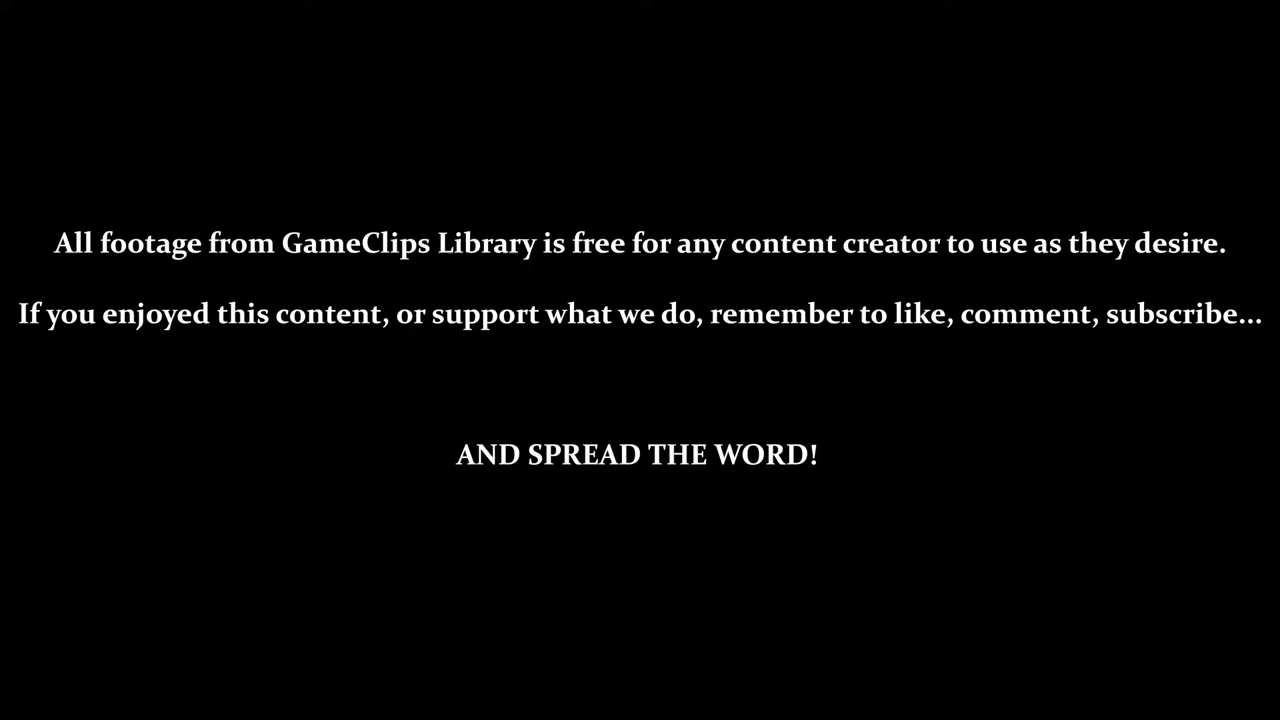 All footage from GameClips Library is free for any content creator to use as they desire.
If you enjoyed this content, or support what we do, remember to like, comment, subscribe...
AND SPREAD THE WORD!